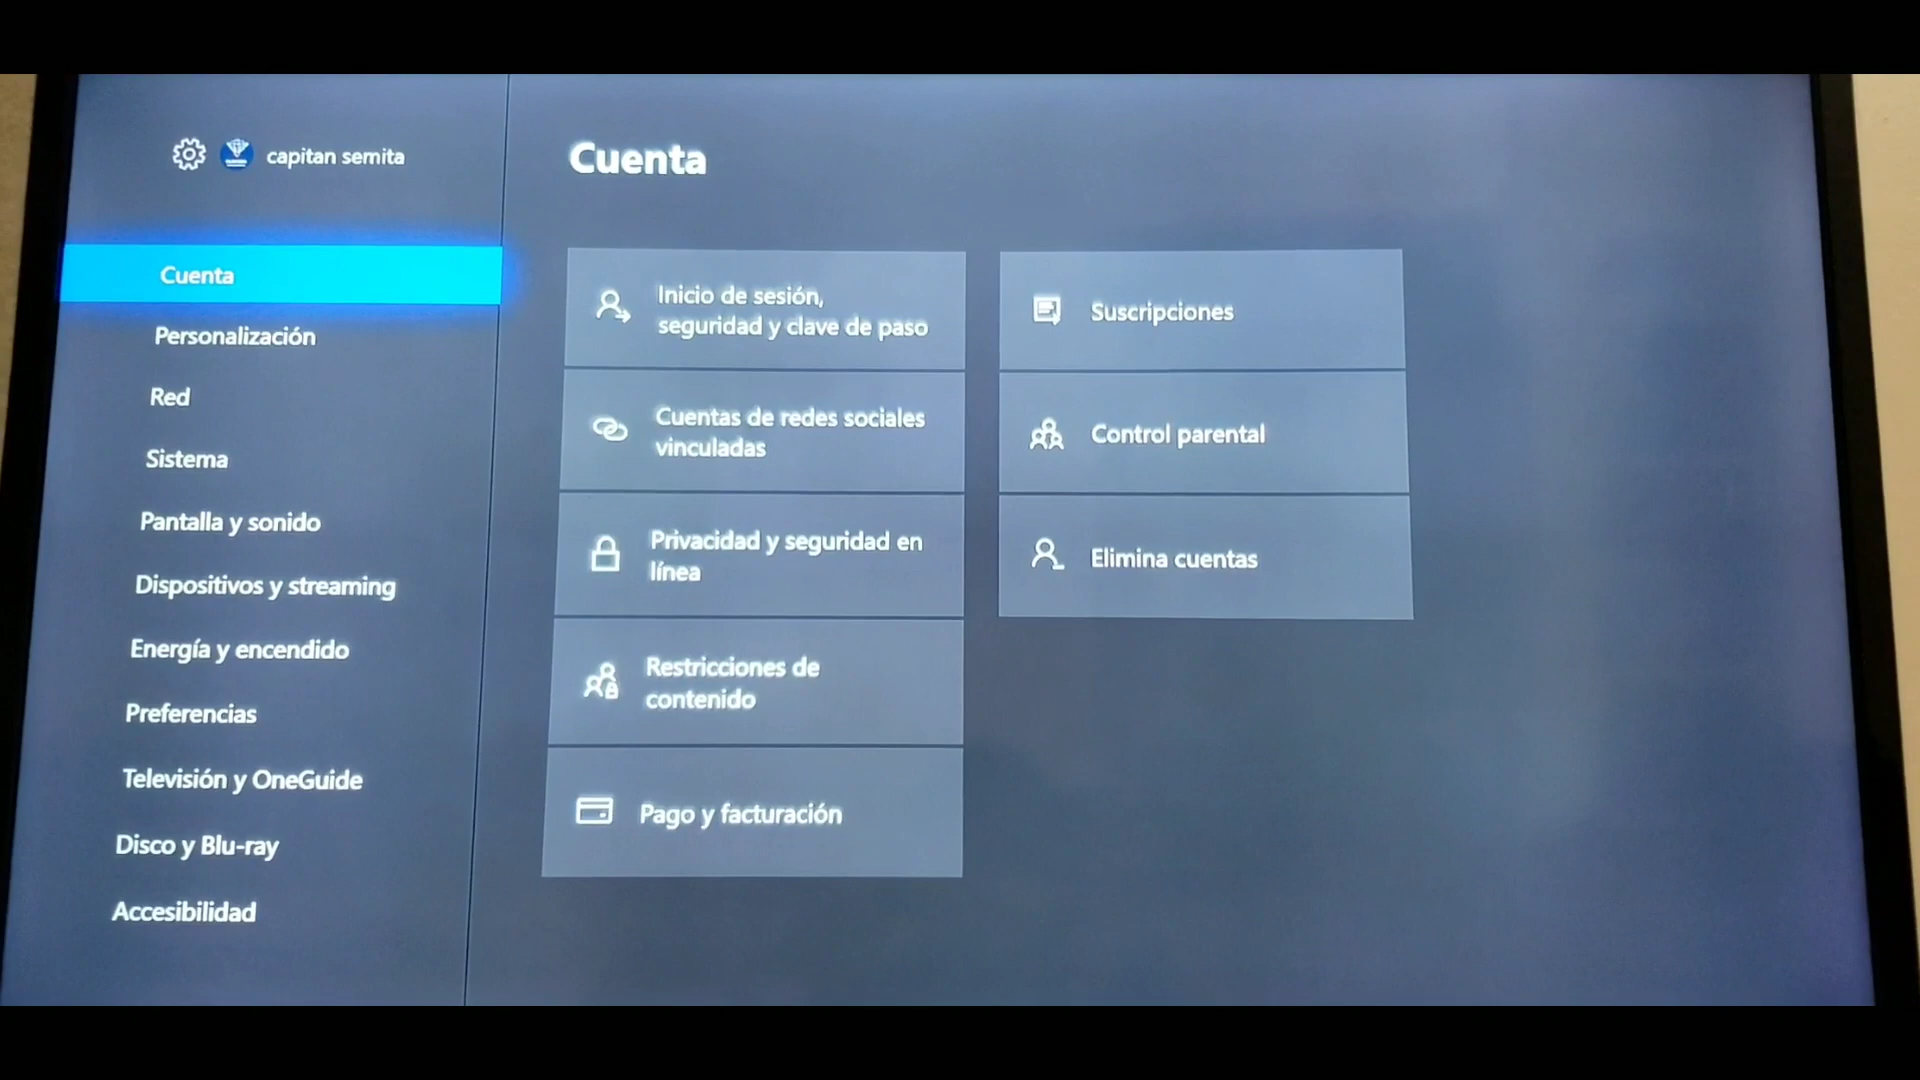 capitan semita
Cuenta
Personalización
Red
Sistema
Pantalla y sonido
Dispositivos y streaming
Energía y encendido
Preferencias
Televisión y OneGuide
Disco y Blu-ray
Accesibilidad
Cuenta
Inicio de sesión,
seguridad y clave de paso
Cuentas de redes sociales
vinculadas
Privacidad y seguridad en
línea
Restricciones de
contenido
Pago y facturación
Suscripciones
Control parental
Elimina cuentas